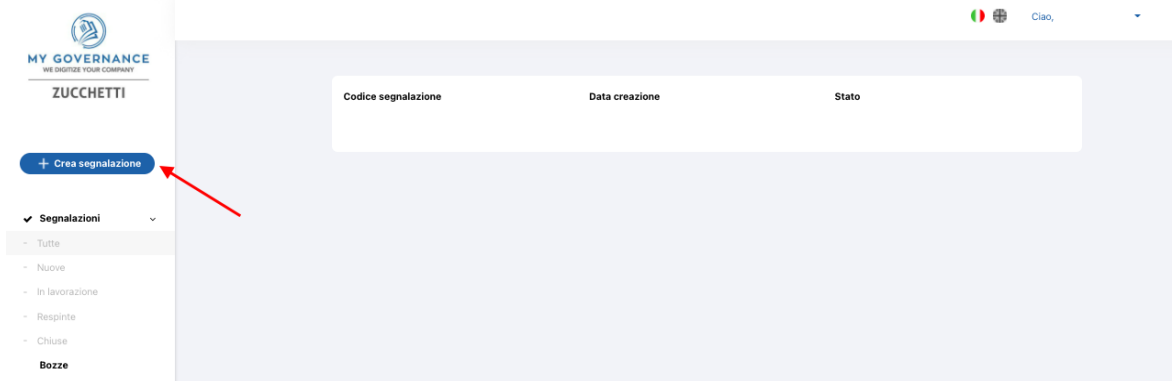 Ciao,
MY GOVERNANCE
WE DIGITIZE YOUR COMPANY
ZUCCHETTI
Codice segnalazione Data creazione Stato
+ Crea segnalazione
Segnalazioni
- Tutte
- Nuove
- In lavorazione
- Respinte
- Chiuse
Bozze